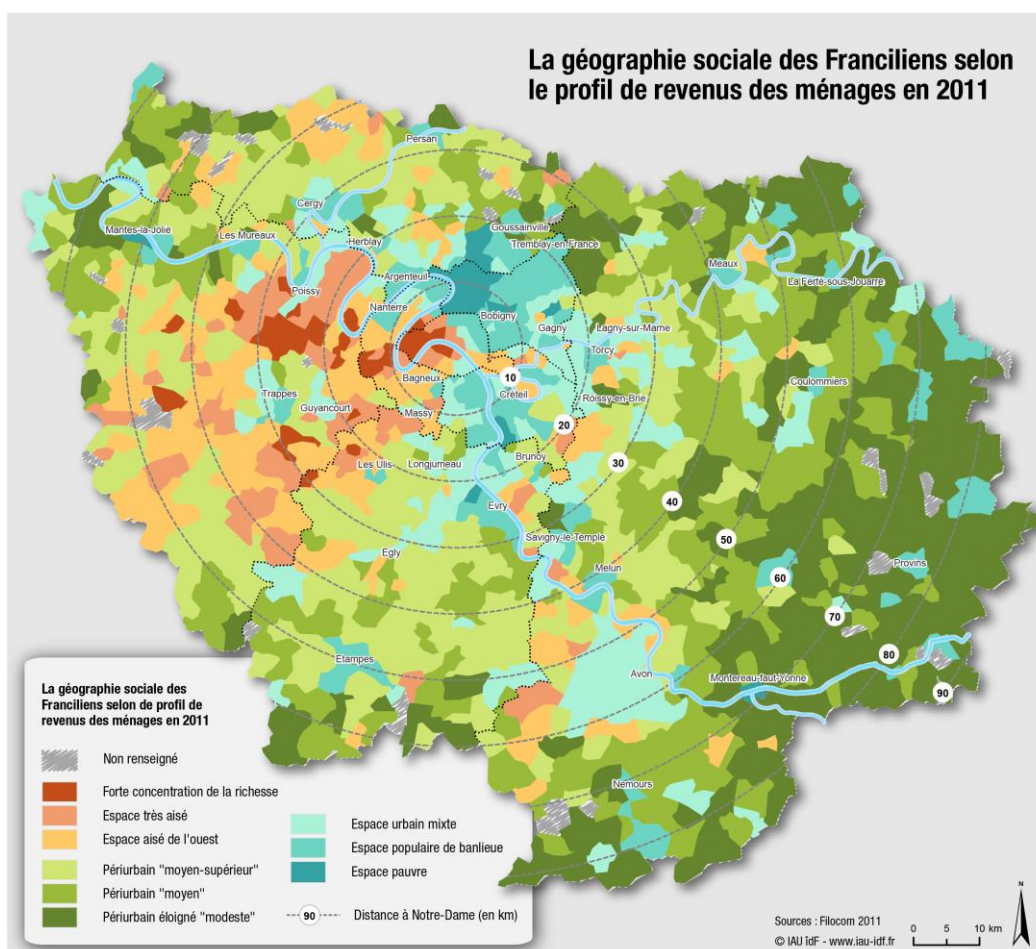 La géographie sociale des Franciliens selon
le profil de revenus des ménages en 2011
Persan
Cergy
Mantes-la-Jolie
Les Mureaux
Herblay
Goussainville
Tremblay-en-France
Argenteuil
Poissy
Nanterre
Meaux
La Ferte-sous-Jouarre
Bobigny
Gagny
Lagny-sur-Marne
Torcy
Bagneux
10
Créteil
Coulommiers
Trappes
Guyancourt
Massy
Roissy-en-Brie
20
Les Ulis
Longjumeau
Brunoy
30
Evry
40
Savigny-le-Temple
50
Egly
Melun
60
Provins
70
Etampes
80
Avon
Montereau-faut-Yonne
90
Nemours
La géographie sociale des
Franciliens selon de profil de
revenus des ménages en 2011
Non renseigné
Forte concentration de la richesse
Espace très aisé
Espace aisé de l'ouest
Périurbain "moyen-supérieur"
Périurbain "moyen"
Périurbain éloigné "modeste"
Espace urbain mixte
Espace populaire de banlieue
Espace pauvre
90 Distance à Notre-Dame (en km)
N
Sources : Filocom 2011
© IAU îdF - www.iau-idf.fr
0 5 10 km